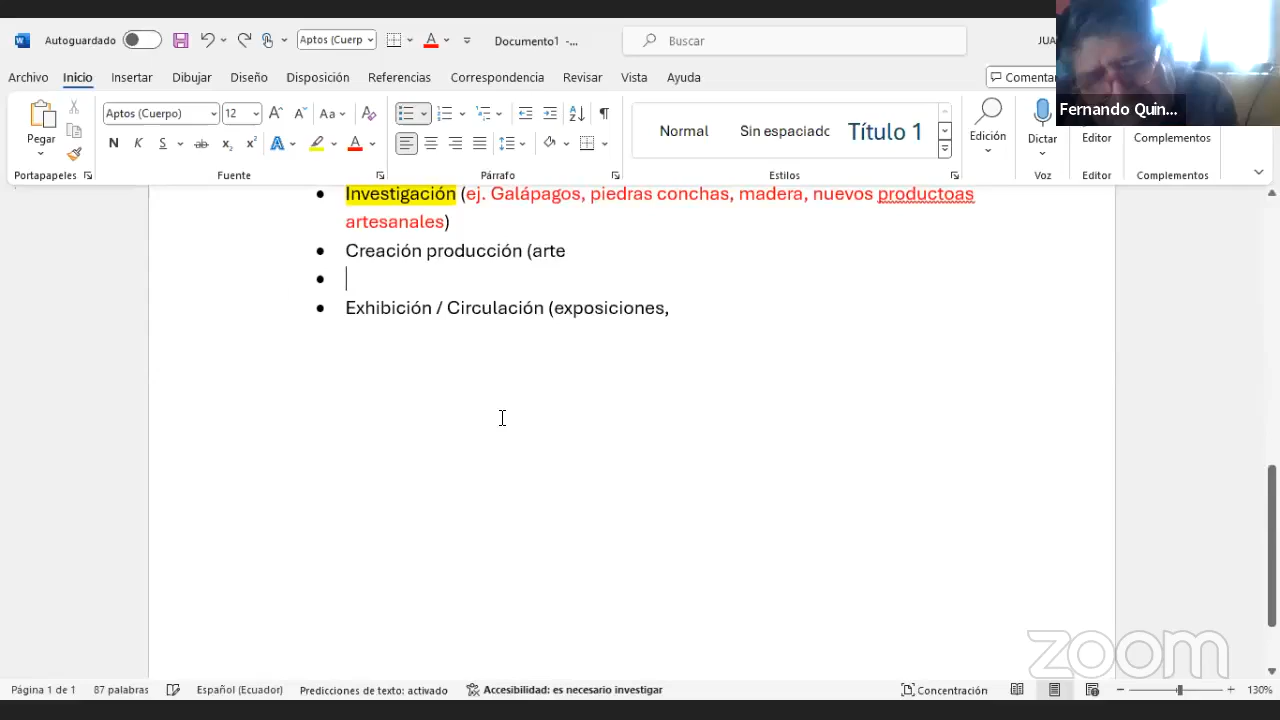 Autoguardado
Aptos (Cuerp
Documento1 -...
Buscar
JUA
Archivo Inicio Insertar Dibujar Diseño Disposición Referencias Correspondencia Revisar Vista Ayuda
Comentar
Fernando Quin...
Pegar
Aptos (Cuerpo) 12
N K S
Normal Sin espaciado Título 1
Edición Dictar Editor Complementos
Portapapeles Fuente Párrafo Estilos Voz Editor Complementos
Investigación (ej. Galápagos, piedras conchas, madera, nuevos productoas
artesanales)
Creación producción (arte
Exhibición / Circulación (exposiciones,
zoom
Página 1 de 1 87 palabras Español (Ecuador) Predicciones de texto: activado Accesibilidad: es necesario investigar Concentración 130%